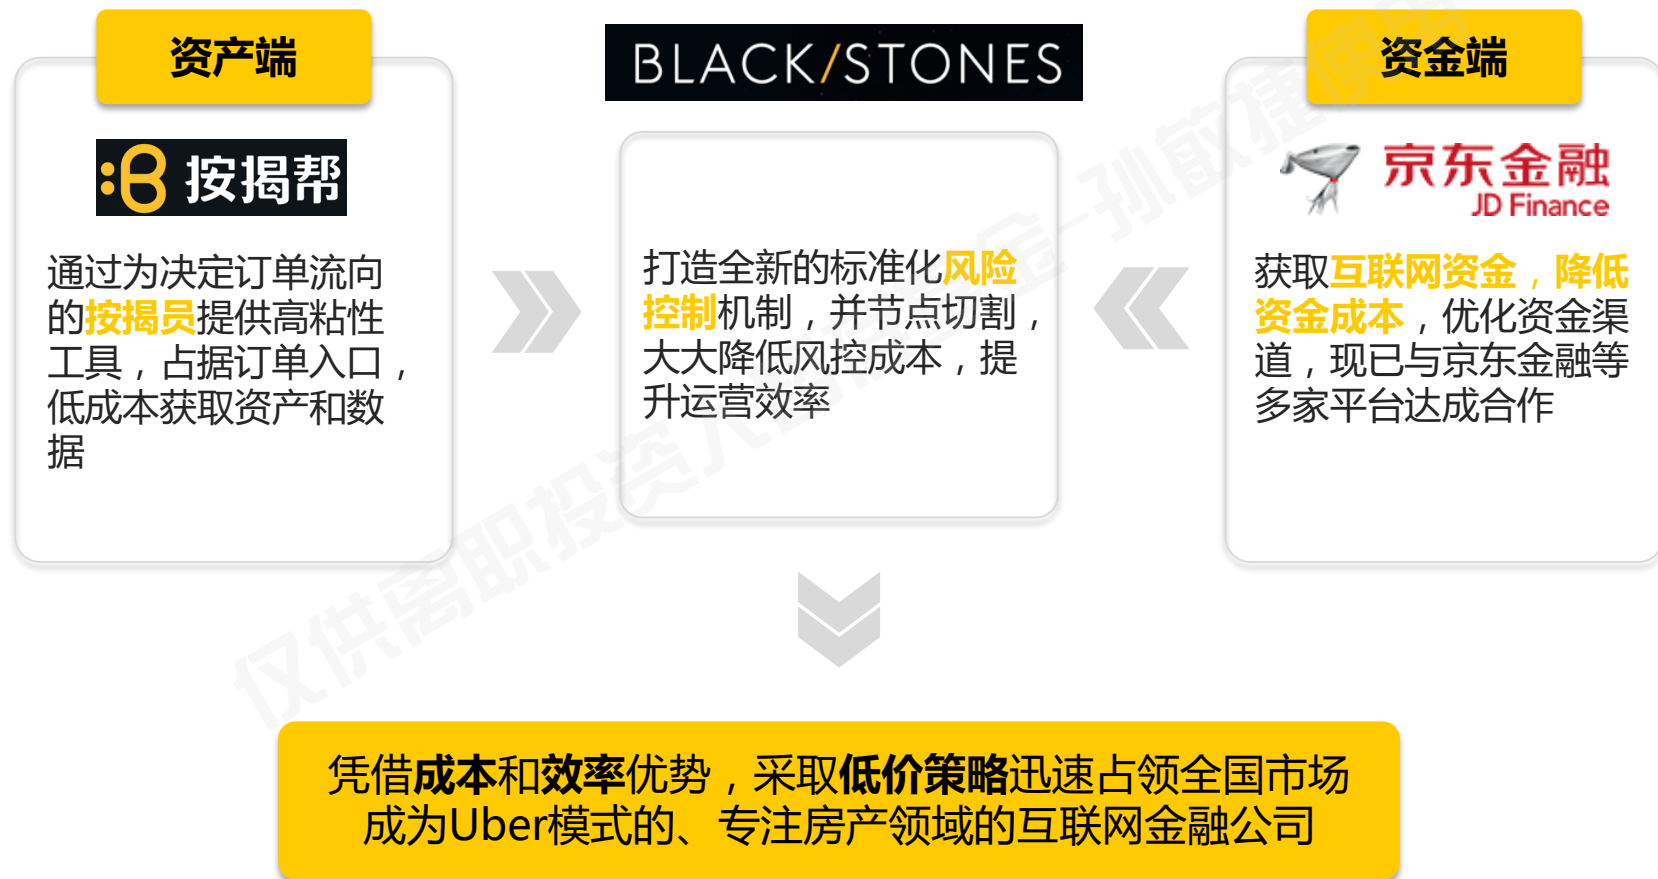 资产端
:B 按揭帮
通过为决定订单流向
的按揭员提供高粘性
工具，占据订单入口，
低成本获取资产和数
据
BLACK/STONES
打造全新的标准化风险
控制机制，并节点切割，
大大降低风控成本，提
升运营效率
资金端
京东金融
JD Finance
获取互联网资金，降低
资金成本，优化资金渠
道，现已与京东金融等
多家平台达成合作
凭借成本和效率优势，采取低价策略迅速占领全国市场
成为Uber模式的、专注房产领域的互联网金融公司